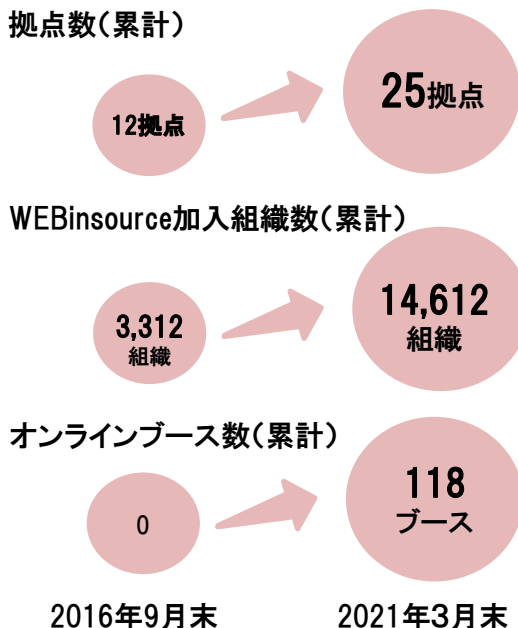 拠点数（累計）
12拠点
25拠点
WEBinsource加入組織数（累計）
3,312
組織
14,612
組織
オンラインブース数（累計）
0
118
ブース
2016年9月末
2021年3月末